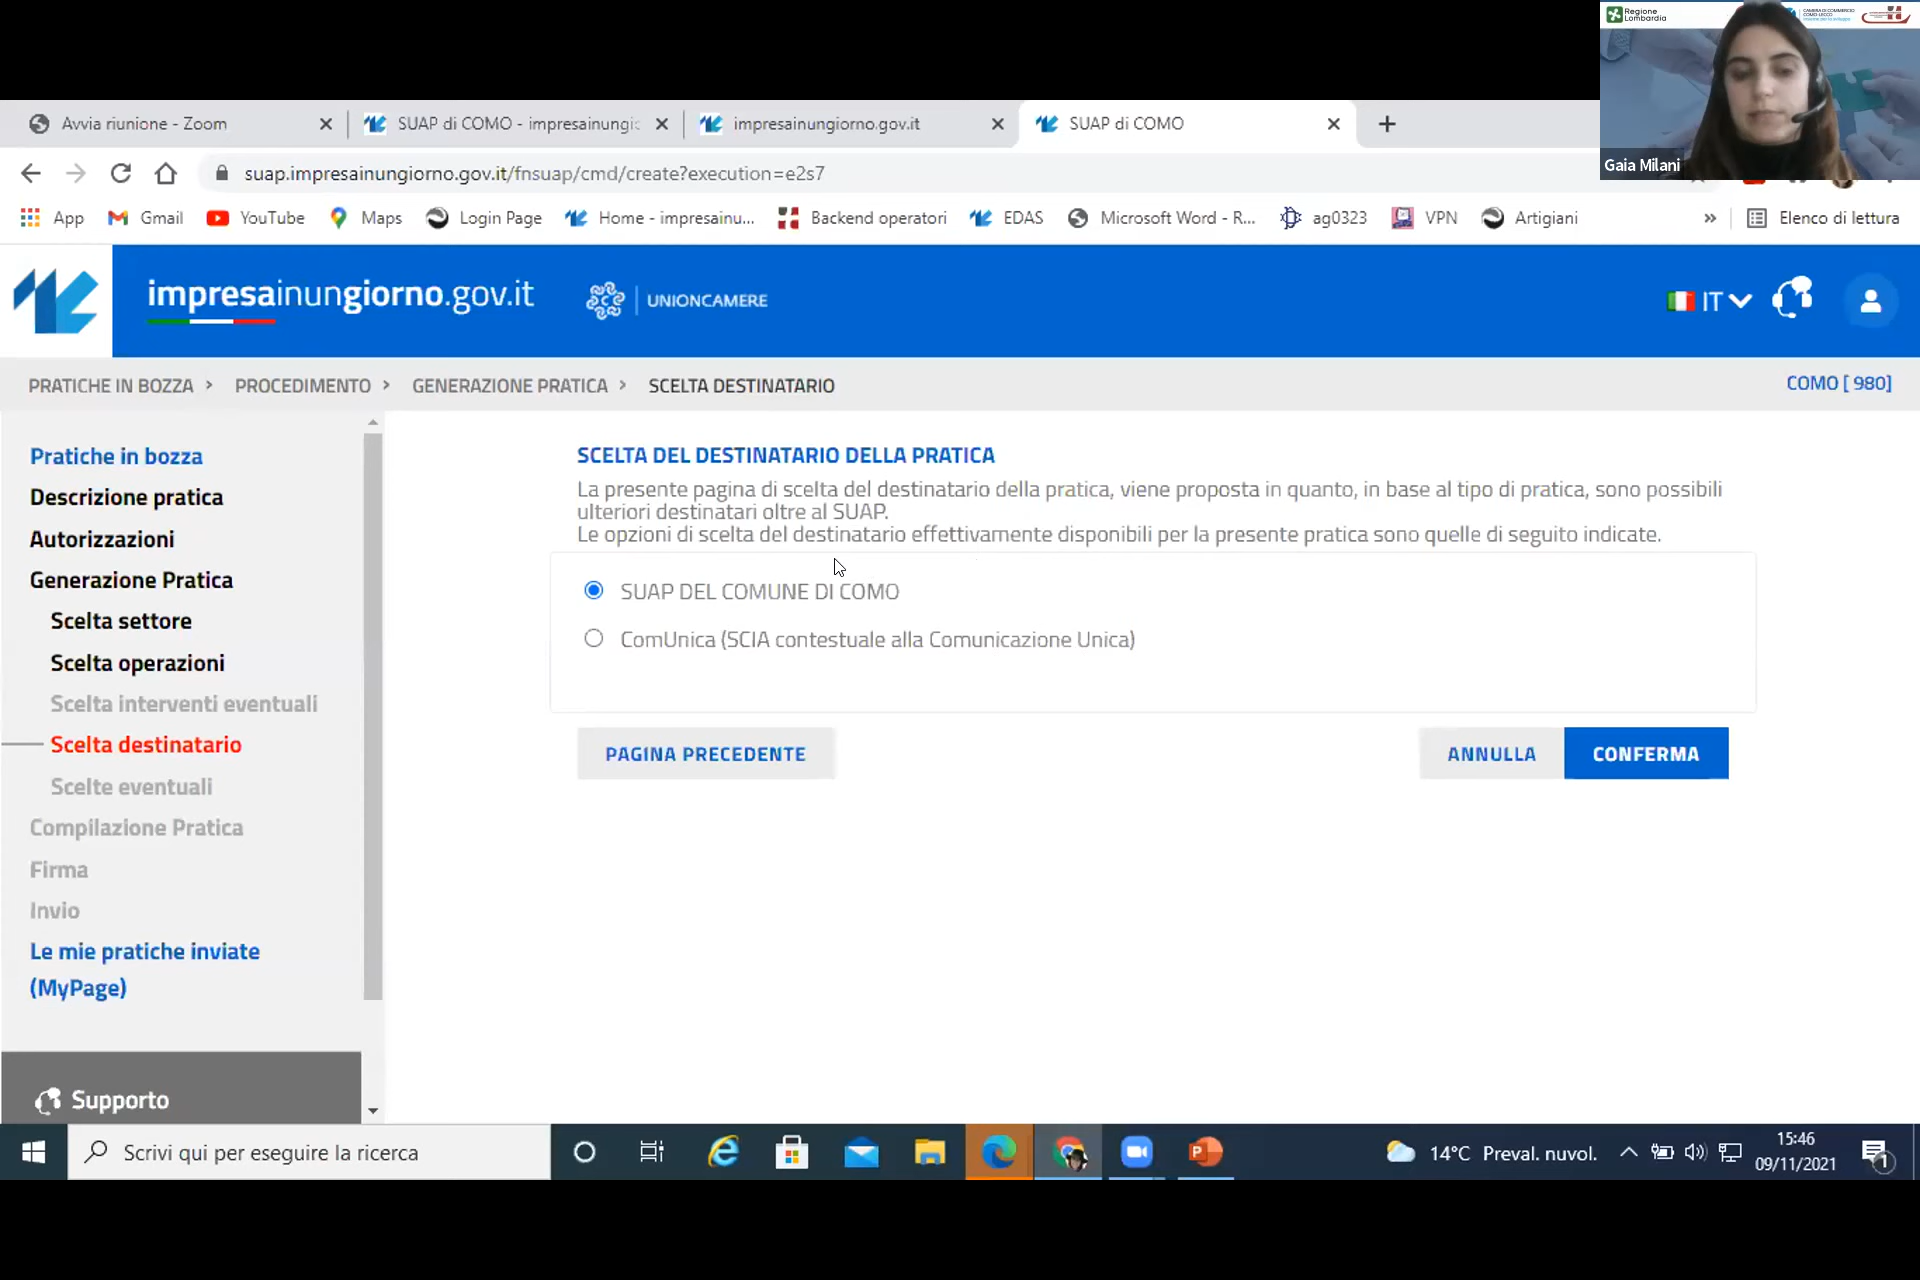 Regione
Lombardia
CAMERA DI COMMERCIO
COMO-LECCO
Gaia Milani
Avvia riunione - Zoom
SUAP di COMO - impresainungi
impresainungiorno.gov.it
SUAP di COMO
suap.impresainungiorno.gov.it/fnsuap/cmd/create?execution=e2s7
App
Gmail
YouTube
Maps
Login Page
Home - impresainu...
Backend operatori
EDAS
Microsoft Word - R...
ag0323
VPN
Artigiani
»
Elenco di lettura
impresainungiorno.gov.it
UNIONCAMERE
IT
PRATICHE IN BOZZA > PROCEDIMENTO > GENERAZIONE PRATICA > SCELTA DESTINATARIO
COMO [ 980]
Pratiche in bozza
Descrizione pratica
Autorizzazioni
Generazione Pratica
Scelta settore
Scelta operazioni
Scelta interventi eventuali
Scelta destinatario
Scelte eventuali
Compilazione Pratica
Firma
Invio
Le mie pratiche inviate
(MyPage)
Supporto
SCELTA DEL DESTINATARIO DELLA PRATICA
La presente pagina di scelta del destinatario della pratica, viene proposta in quanto, in base al tipo di pratica, sono possibili
ulteriori destinatari oltre al SUAP.
Le opzioni di scelta del destinatario effettivamente disponibili per la presente pratica sono quelle di seguito indicate.
SUAP DEL COMUNE DI COMO
ComUnica (SCIA contestuale alla Comunicazione Unica)
PAGINA PRECEDENTE
ANNULLA
CONFERMA
Scrivi qui per eseguire la ricerca
14°C Preval. nuvol.
15:46
09/11/2021
1